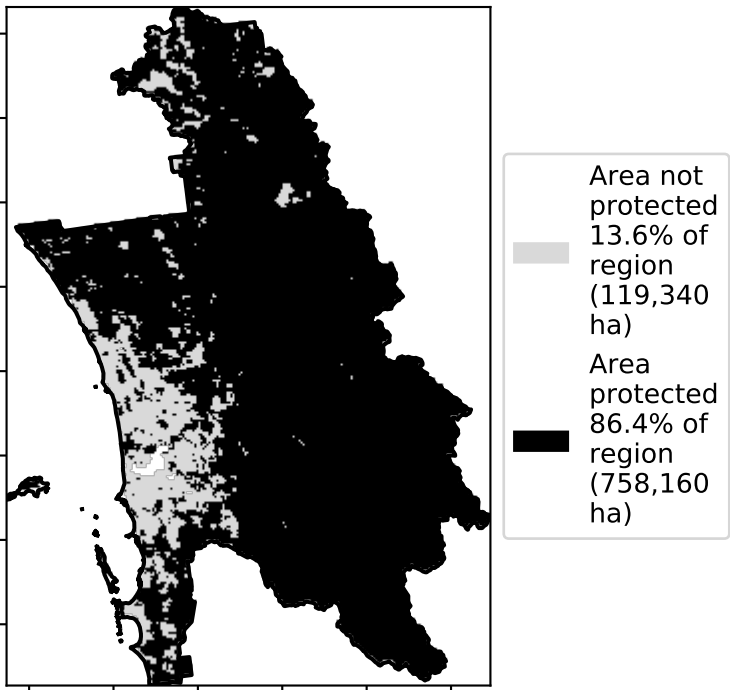 Area not
protected
13.6% of
region
(119,340
ha)
Area
protected
86.4% of
region
(758,160
ha)